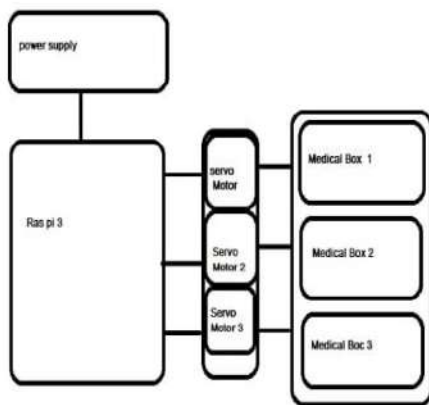 power supply
Ras pi 3
servo
Motor
Servo
Motor 2
Servo
Motor 3
Medical Box 1
Medical Box 2
Medical Boc 3